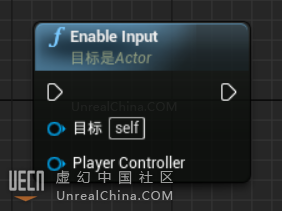 Enable Input
目标是Actor
UnrealChina.COM
目标 self
Player Controller
UECN 虚幻中国社区
UnrealChina.COM